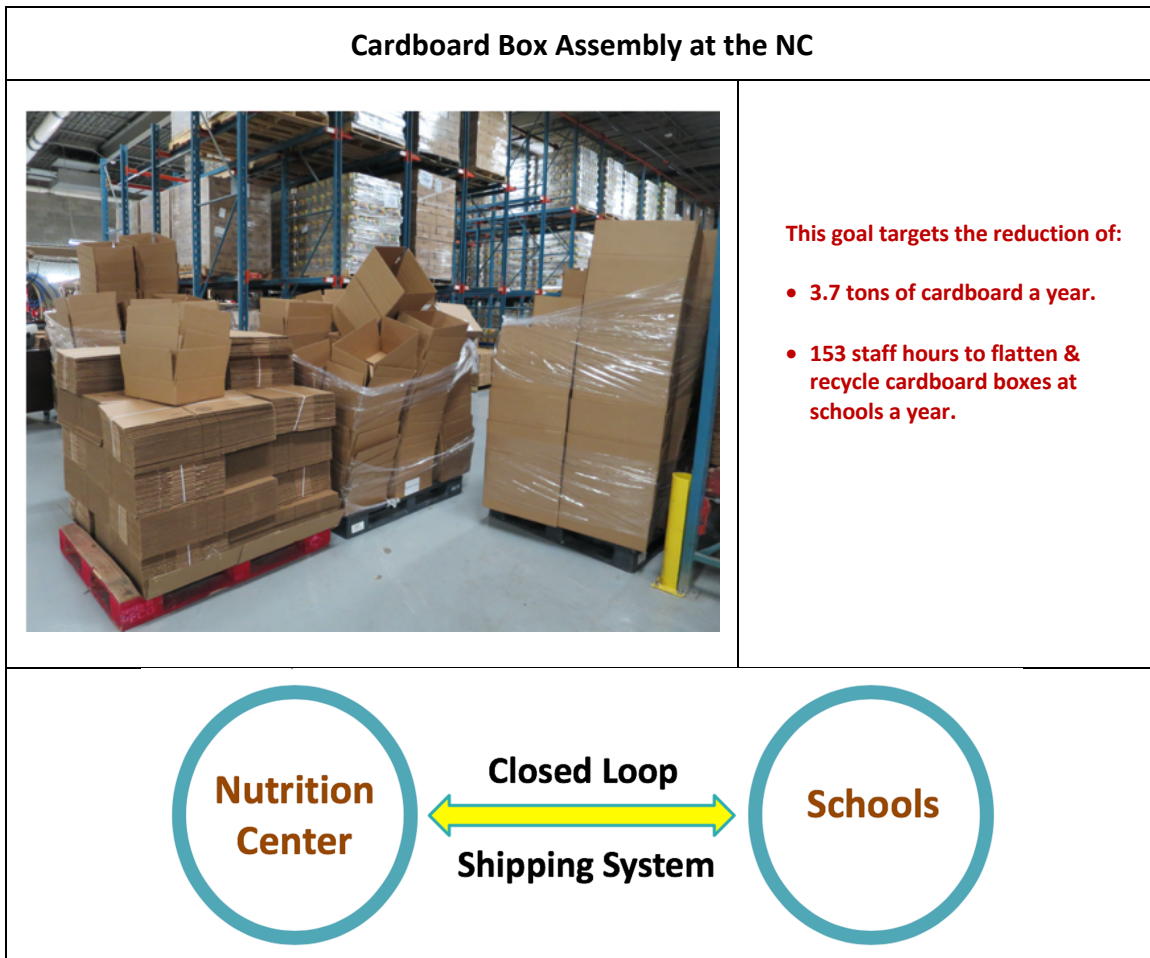 Cardboard Box Assembly at the NC
This goal targets the reduction of:
• 3.7 tons of cardboard a year.
• 153 staff hours to flatten &
recycle cardboard boxes at
schools a year.
Nutrition
Center
Closed Loop
Shipping System
Schools